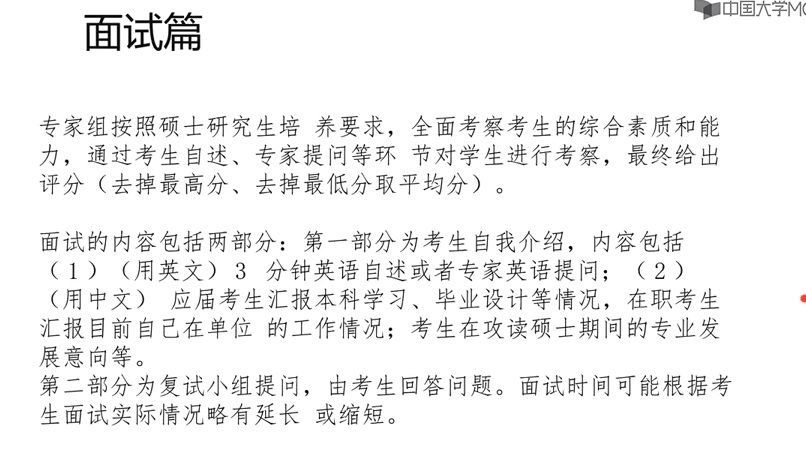 中国大学MO
面试篇
专家组按照硕士研究生培 养要求，全面考察考生的综合素质和能
力，通过考生自述、专家提问等环 节对学生进行考察，最终给出
评分（去掉最高分、去掉最低分取平均分）。
面试的内容包括两部分：第一部分为考生自我介绍，内容包括
（1）（用英文）3 分钟英语自述或者专家英语提问；（2）
（用中文） 应届考生汇报本科学习、毕业设计等情况，在职考生
汇报目前自己在单位 的工作情况；考生在攻读硕士期间的专业发
展意向等。
第二部分为复试小组提问，由考生回答问题。面试时间可能根据考
生面试实际情况略有延长 或缩短。